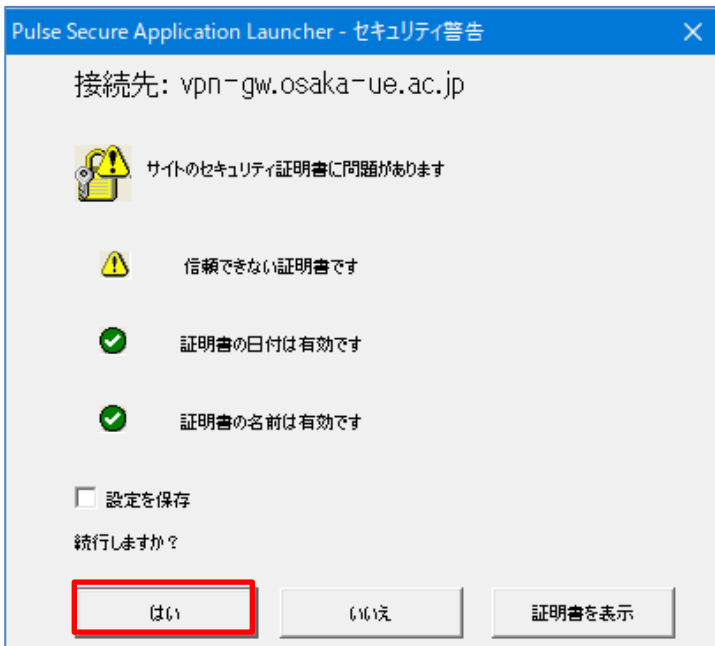 Pulse Secure Application Launcher - セキュリティ警告
接続先: vpn-gw.osaka-ue.ac.jp
サイトのセキュリティ証明書に問題があります
信頼できない証明書です
証明書の日付は有効です
証明書の名前は有効です
設定を保存
続行しますか?
はい
いいえ
証明書を表示